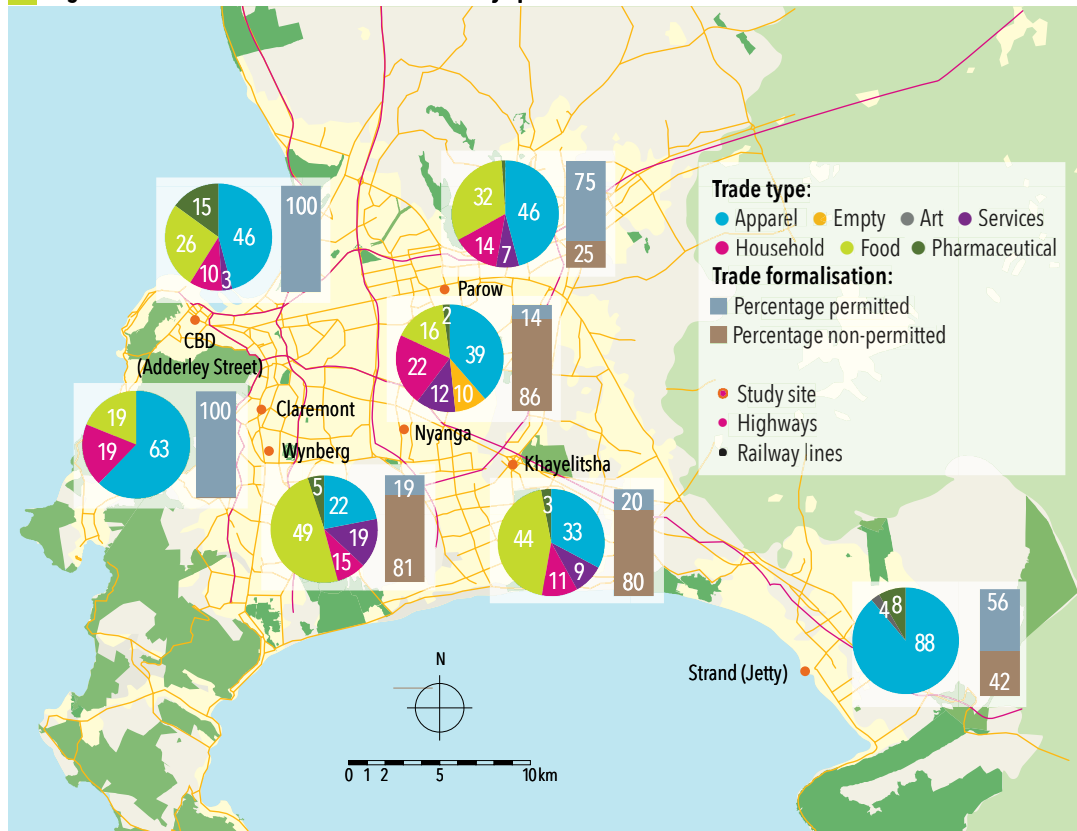 100
15
46
26
10
3
75
32
46
14
7
25
Trade type:
Apparel Empty Art Services
Household Food Pharmaceutical
Trade formalisation:
Percentage permitted
Percentage non-permitted
Study site
Highways
Railway lines
Parow
CBD
(Adderley Street)
2
16
39
22
12
10
14
86
Claremont
Wynberg
Nyanga
Khayelitsha
19
63
19
100
5
22
49
19
15
19
81
3
33
44
9
11
20
80
4 8
88
56
42
Strand (Jetty)
N
0 1 2 5 10 km